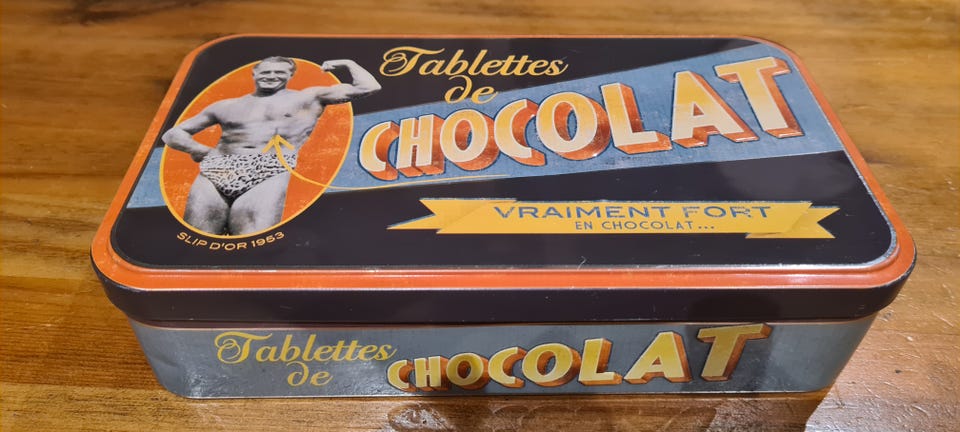 Tablettes
de
CHOCOLAT
VRAIMENT FORT
EN CHOCOLAT...
SLIP D'OR 1953
Tablettes
de
CHOCOLAT